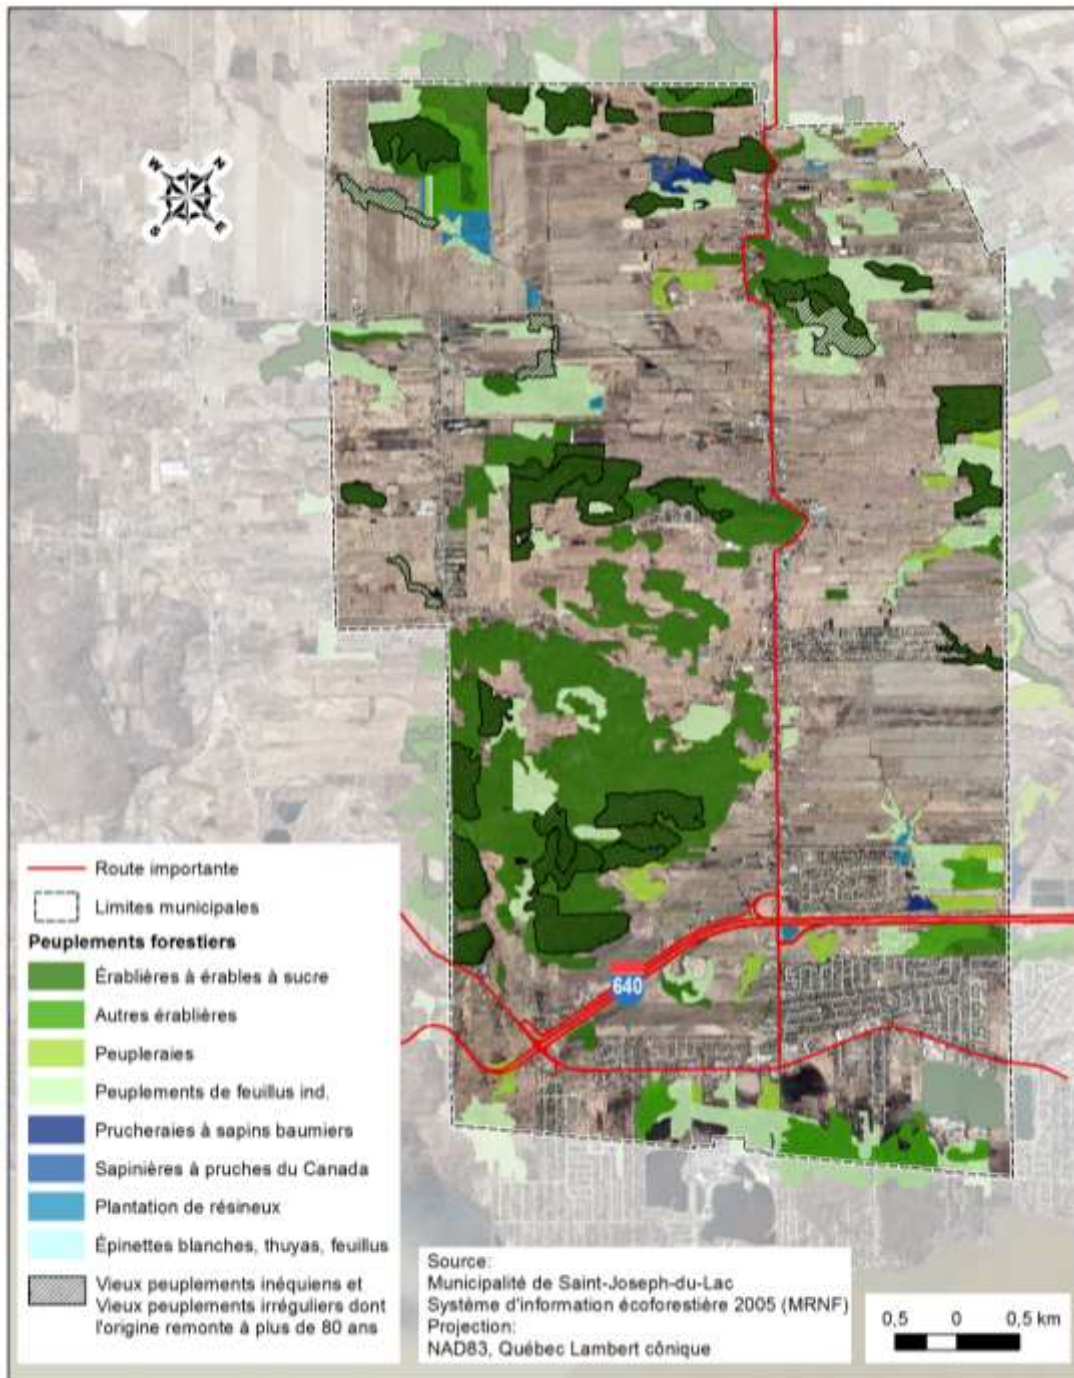 N
W
S
E
640
Route importante
Limites municipales
Peuplements forestiers
Érablières à érables à sucre
Autres érablières
Peupleraies
Peuplements de feuillus ind.
Prucheraies à sapins baumiers
Sapinières à pruches du Canada
Plantation de résineux
Épinettes blanches, thuyas, feuillus
Vieux peuplements inéquiens et
Vieux peuplements irréguliers dont
l'origine remonte à plus de 80 ans
Source:
Municipalité de Saint-Joseph-du-Lac
Système d'information écoforestière 2005 (MRNF)
Projection:
NAD83, Québec Lambert cônique
0,5 0 0,5 km